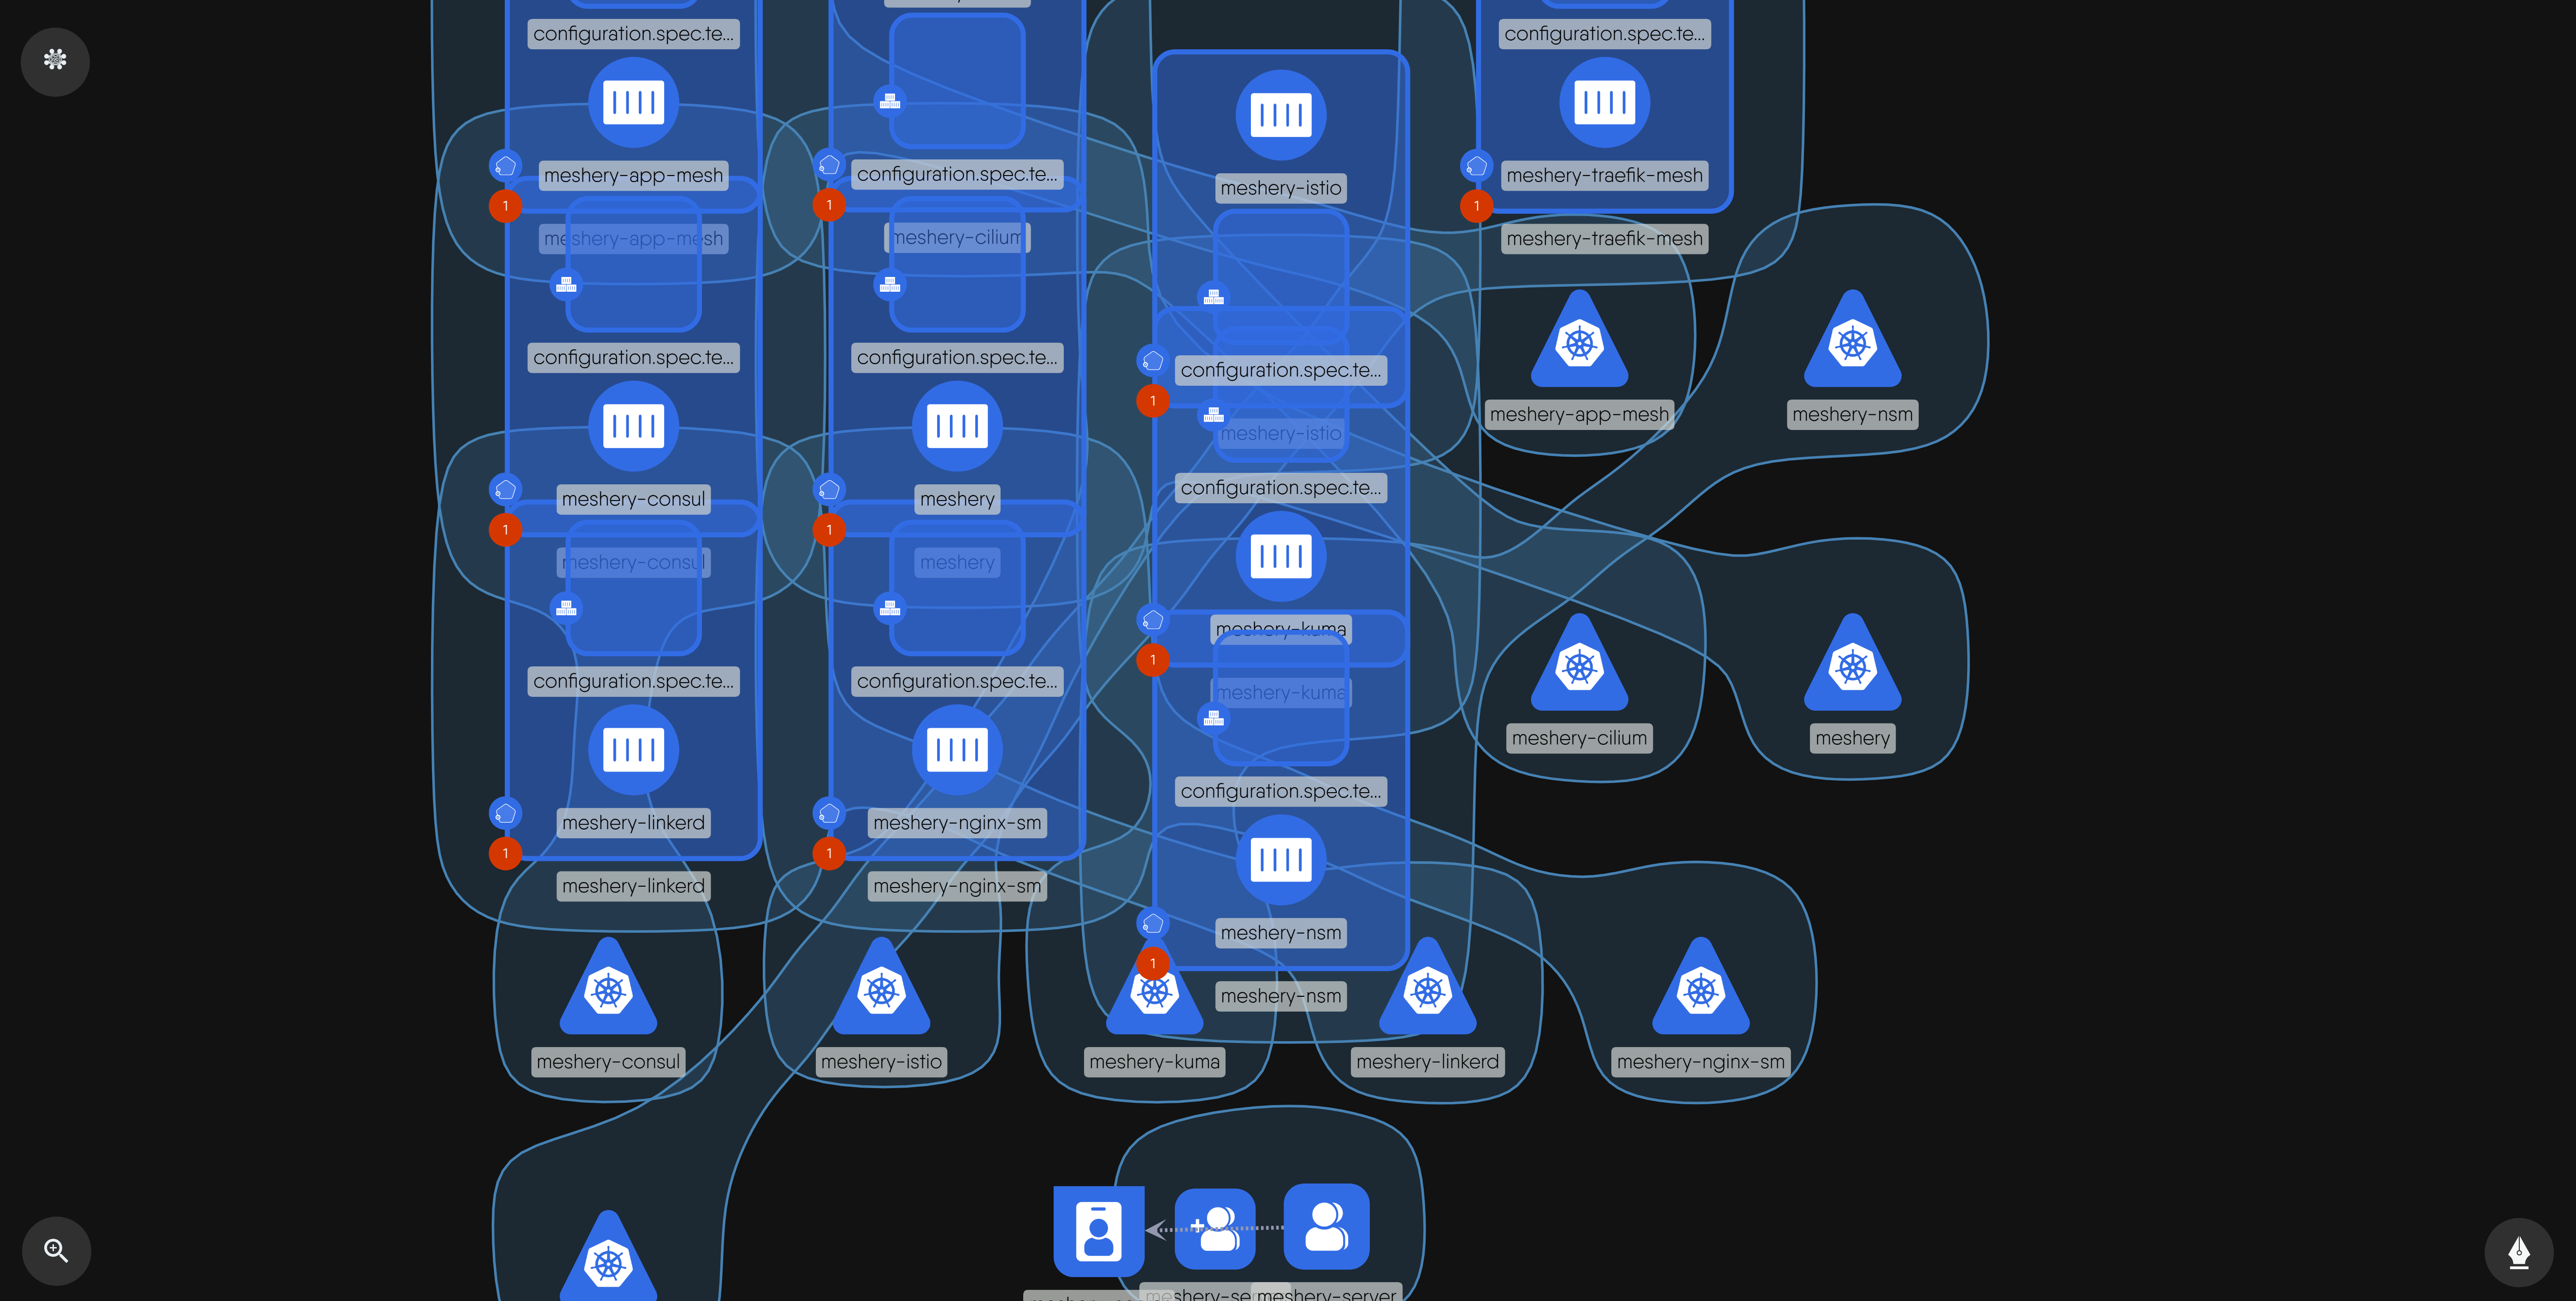 configuration.spec.te...
configuration.spec.te...
meshery-app-mesh
configuration.spec.te...
meshery-istio
meshery-traefik-mesh
1
1
1
meshery-app-mesh
meshery-cilium
meshery-traefik-mesh
configuration.spec.te...
configuration.spec.te...
configuration.spec.te...
1
meshery-app-mesh
meshery-nsm
meshery-istio
meshery-consul
meshery
configuration.spec.te...
1
1
meshery-consul
meshery
meshery-kuma
1
configuration.spec.te...
configuration.spec.te...
meshery-kuma
meshery-cilium
meshery
configuration.spec.te...
meshery-linkerd
meshery-nginx-sm
1
1
meshery-linkerd
meshery-nginx-sm
meshery-nsm
1
meshery-nsm
meshery-consul
meshery-istio
meshery-kuma
meshery-linkerd
meshery-nginx-sm
meshery-server